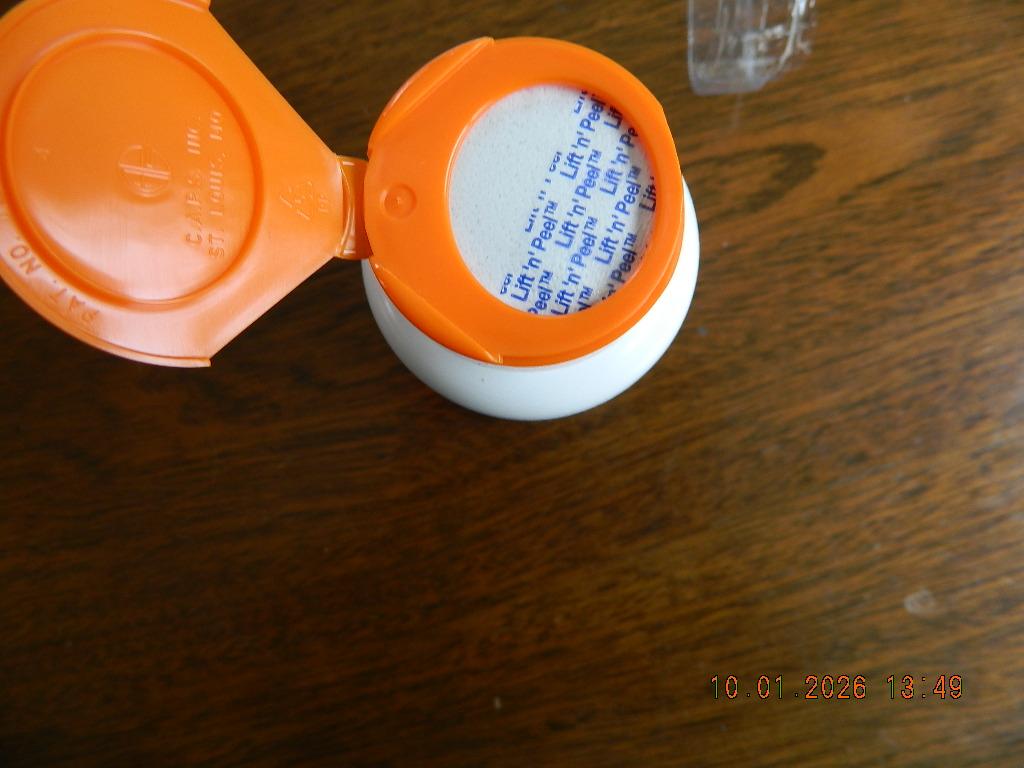 CAPS INC.
ST. LOUIS, MO
PAT. NO
Lift 'n' Peel™
Lift 'n' Peel™
Lift 'n' Peel™
Lift 'n' Peel™
Lift 'n' Peel™
Lift 'n' Peel™
10.01.2026 13:49